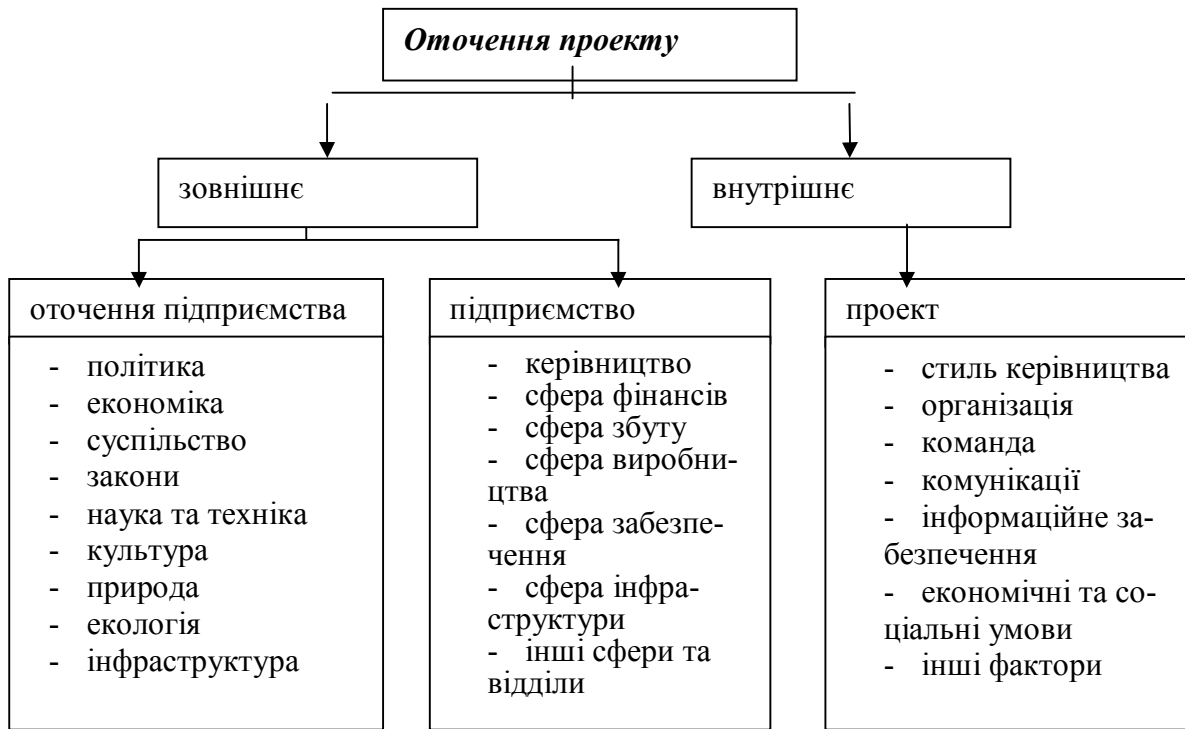 Оточення проекту
зовнішнє
внутрішнє
оточення підприємства
- політика
- економіка
- суспільство
- закони
- наука та техніка
- культура
- природа
- екологія
- інфраструктура
підприємство
- керівництво
- сфера фінансів
- сфера збуту
- сфера виробни-
цтва
- сфера забезпе-
чення
- сфера інфра-
структури
- інші сфери та
відділи
проект
- стиль керівництва
- організація
- команда
- комунікації
- інформаційне за-
безпечення
- економічні та со-
ціальні умови
- інші фактори